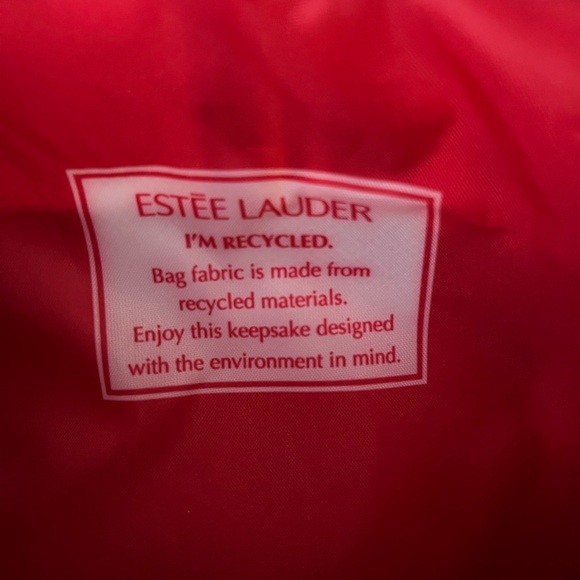 ESTĒE LAUDER
I'M RECYCLED.
Bag fabric is made from
recycled materials.
Enjoy this keepsake designed
with the environment in mind.